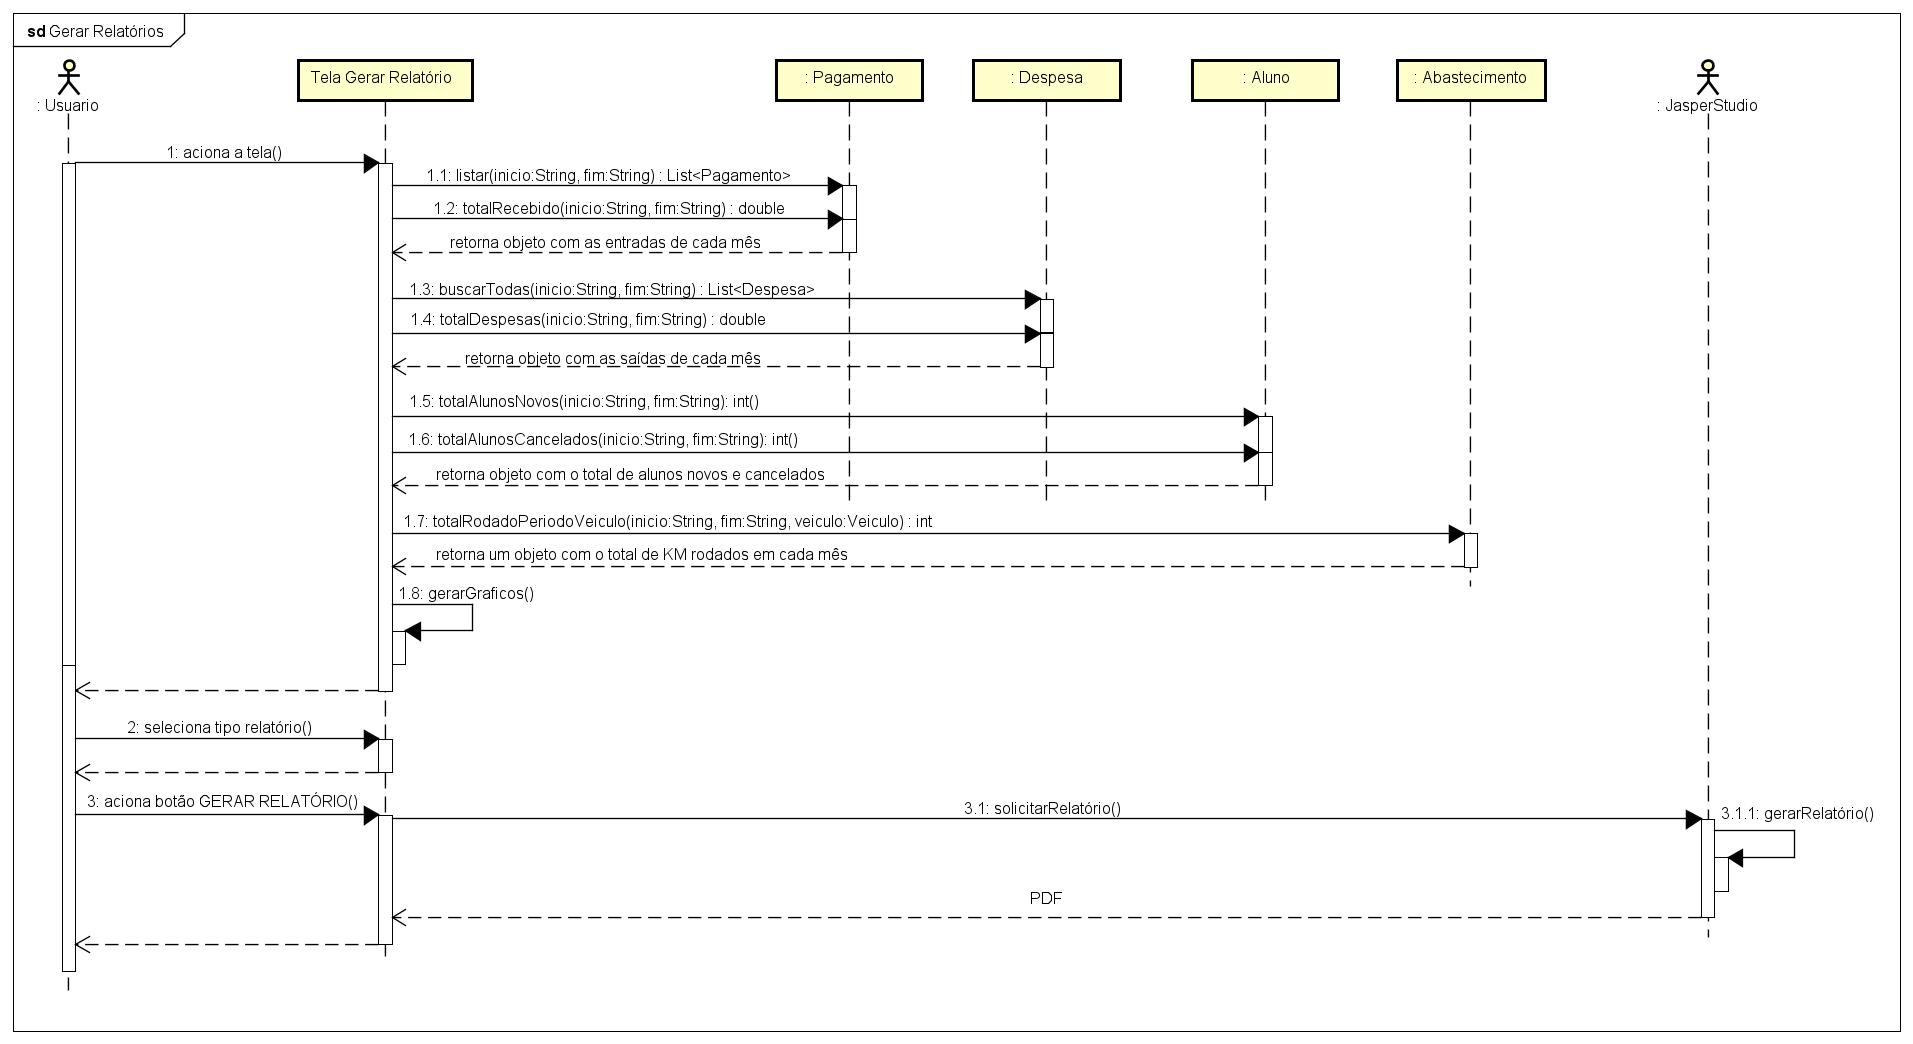 sd Gerar Relatórios
: Usuario
Tela Gerar Relatório
: Pagamento
: Despesa
: Aluno
: Abastecimento
: JasperStudio
1: aciona a tela()
1.1: listar(inicio:String, fim:String) : List<Pagamento>
1.2: totalRecebido(inicio:String, fim:String) : double
retorna objeto com as entradas de cada mês
1.3: buscarTodas(inicio:String, fim:String) : List<Despesa>
1.4: totalDespesas(inicio:String, fim:String) : double
retorna objeto com as saídas de cada mês
1.5: totalAlunosNovos(inicio:String, fim:String): int()
1.6: totalAlunosCancelados(inicio:String, fim:String): int()
retorna objeto com o total de alunos novos e cancelados
1.7: totalRodadoPeriodoVeiculo(inicio:String, fim:String, veiculo:Veiculo) : int
retorna um objeto com o total de KM rodados em cada mês
1.8: gerarGraficos()
2: seleciona tipo relatório()
3: aciona botão GERAR RELATÓRIO()
3.1: solicitarRelatório()
3.1.1: gerarRelatório()
PDF